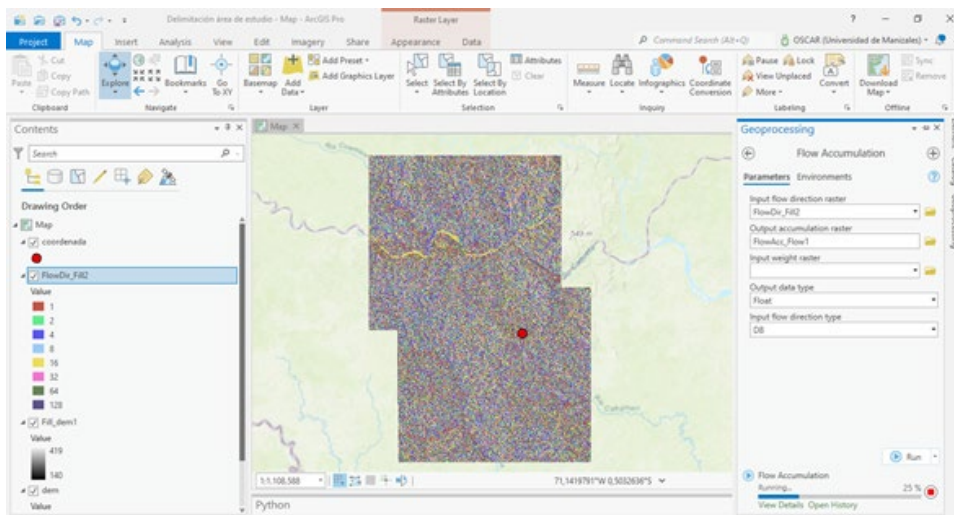 Delimitación área de estudio - Map - ArcGIS Pro
Raster Layer
? — X
Project Map Insert Analysis View Edit Imagery Share Appearance Data
Command Search (Alt+Q)
OSCAR (Universidad de Manizales)
Paste
Cut
Copy
Copy Path
Clipboard
Explore
Bookmarks
Go To XY
Navigate
Basemap
Add Data
Add Preset
Add Graphics Layer
Layer
Select
Select By Attributes
Select By Location
Attributes
Clear
Selection
Measure
Locate
Infographics
Coordinate Conversion
Inquiry
Pause
Lock
View Unplaced
More
Convert
Labeling
Download Map
Sync
Remove
Offline
Contents
Search
Drawing Order
Map
coordenada
FlowDir_Fill2
Value
1
2
4
8
16
32
64
128
Fill_dem1
Value
419
140
dem
Value
Map X
549 m
1:1.108.588
71,1419791°W 0,5032636°S
Python
Geoprocessing
Flow Accumulation
Parameters Environments
Input flow direction raster
FlowDir_Fill2
Output accumulation raster
FlowAcc_Flow1
Input weight raster
Output data type
Float
Input flow direction type
D8
Run
Flow Accumulation
Running...
25 %
View Details Open History